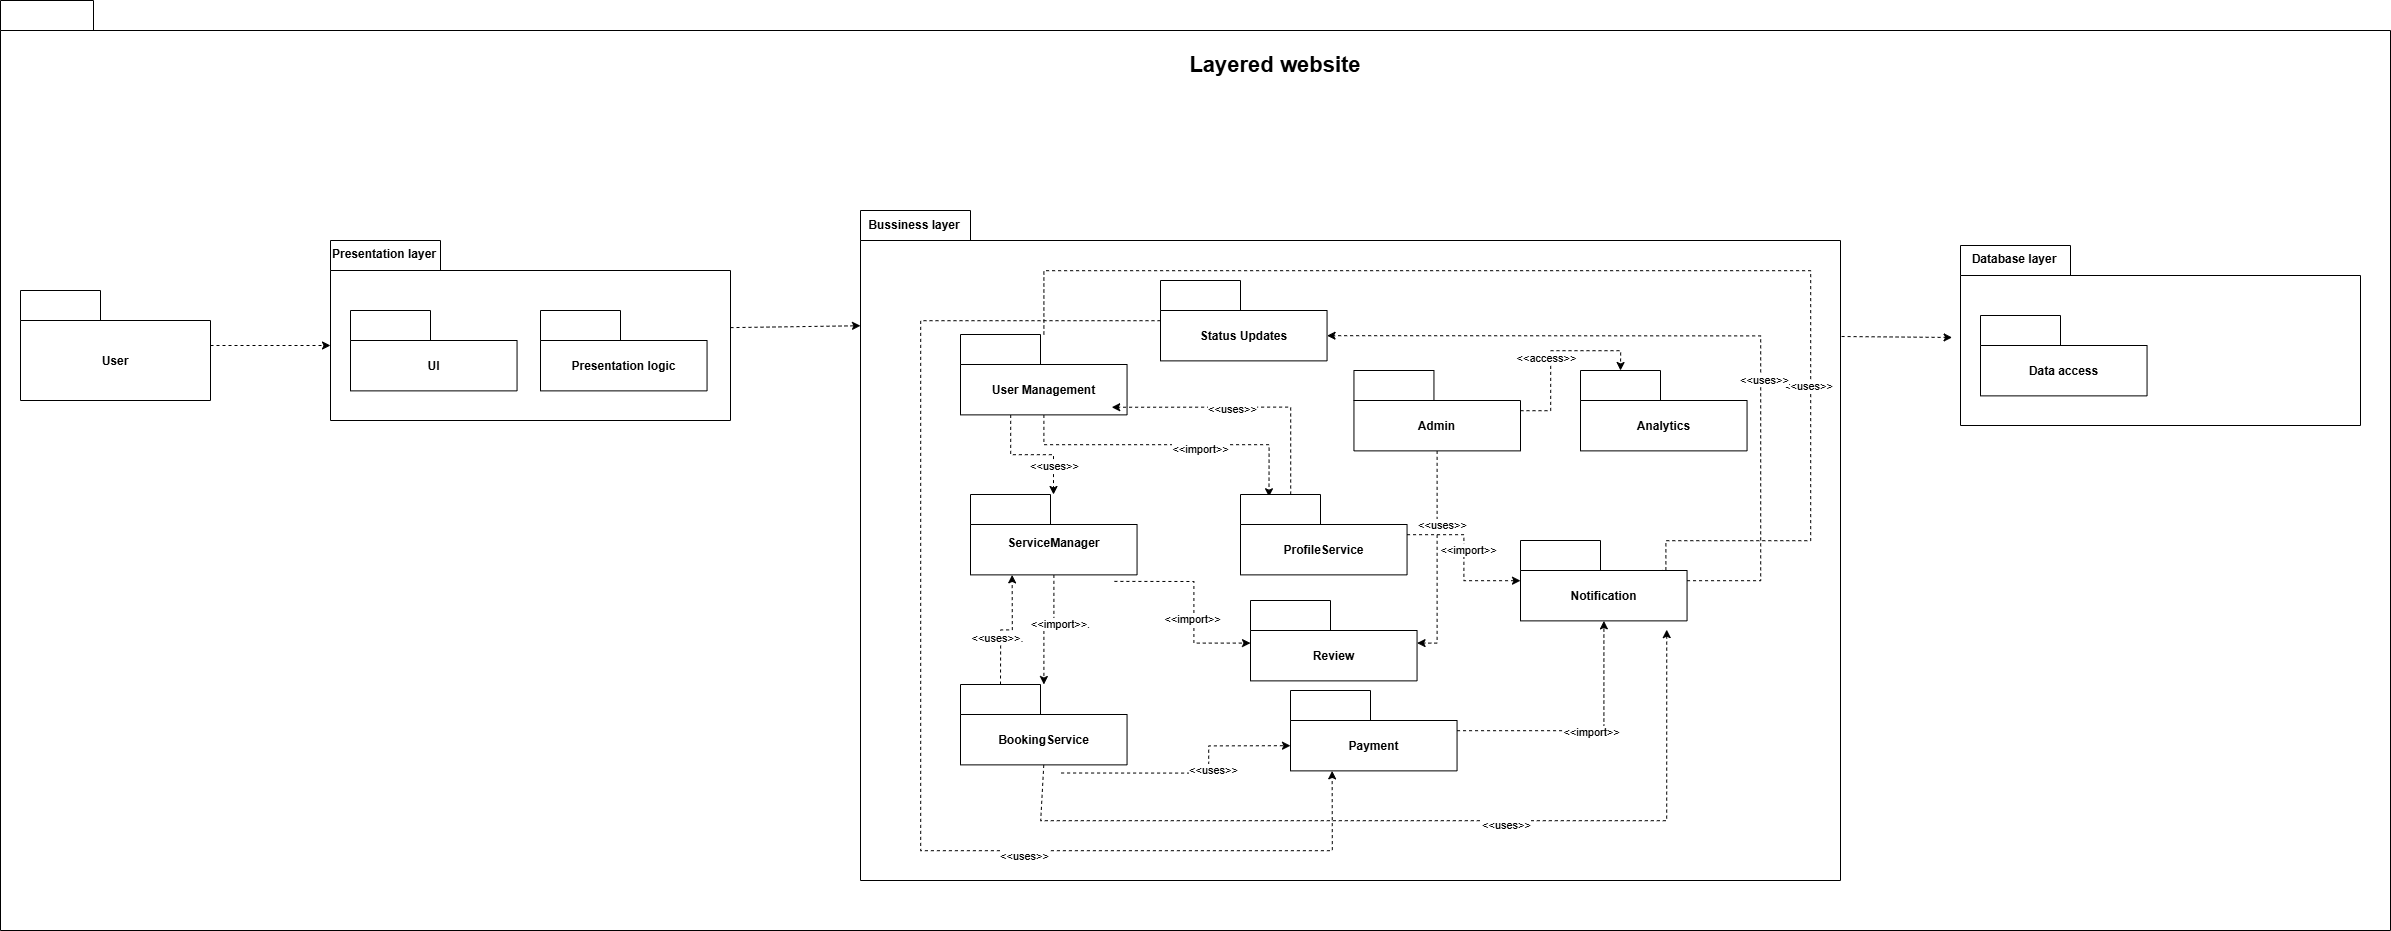 Layered website
Bussiness layer
Presentation layer
Database layer
User
UI
Presentation logic
Status Updates
User Management
<<access>>
Data access
<<uses>>
<<uses>>
<<uses>>
Admin
Analytics
<<import>>
<<uses>>
<<uses>>
ServiceManager
ProfileService
<<import>>
Notification
<<import>>
<<import>>.
<<uses>>.
Review
<<import>>
BookingService
Payment
<<uses>>
<<uses>>
<<uses>>